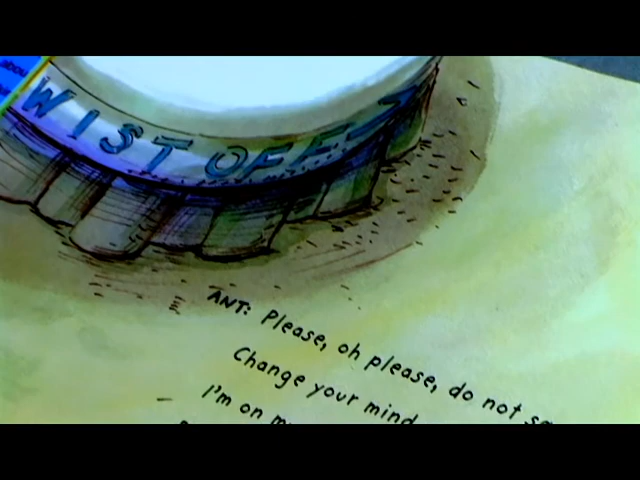 WIST OFF
ANT: Please, oh please, do not
Change your mind
I'm on